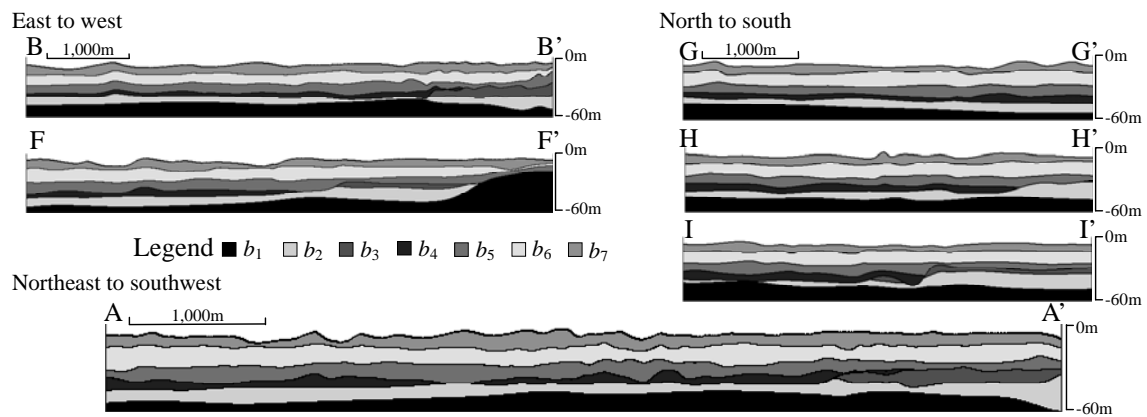 East to west
B B'
1,000m
0m
-60m
F F'
0m
-60m
North to south
G G'
1,000m
0m
-60m
H H'
0m
-60m
I I'
0m
-60m
Legend b1 b2 b3 b4 b5 b6 b7
Northeast to southwest
A A'
1,000m
0m
-60m